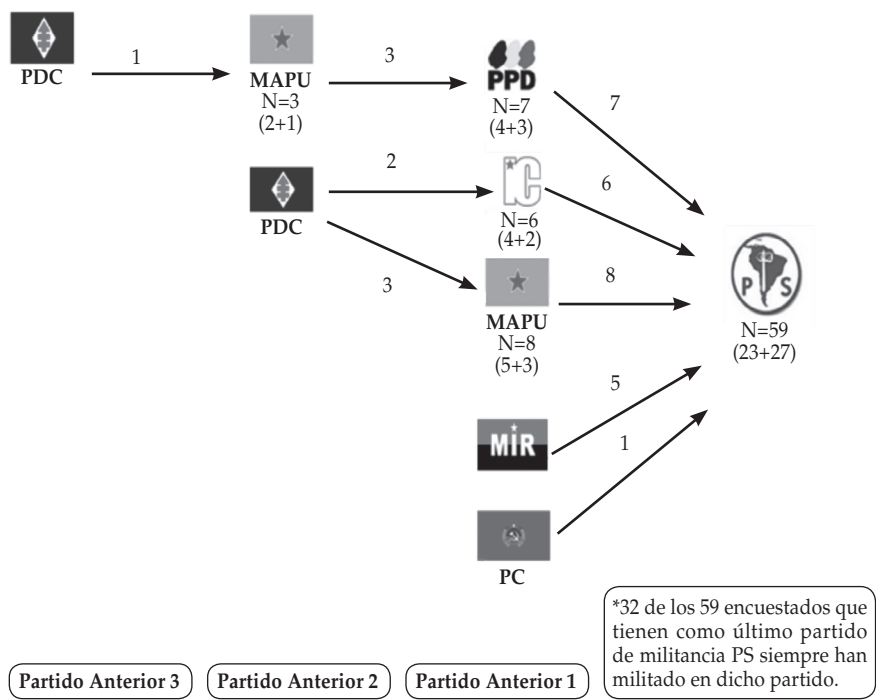 PDC
1
MAPU
N=3
(2+1)
3
PPD
N=7
(4+3)
7
PDC
2
iC
N=6
(4+2)
6
3
MAPU
N=8
(5+3)
8
PS
N=59
(23+27)
MIR
5
PC
1
*32 de los 59 encuestados que
tienen como último partido
de militancia PS siempre han
militado en dicho partido.
Partido Anterior 3
Partido Anterior 2
Partido Anterior 1